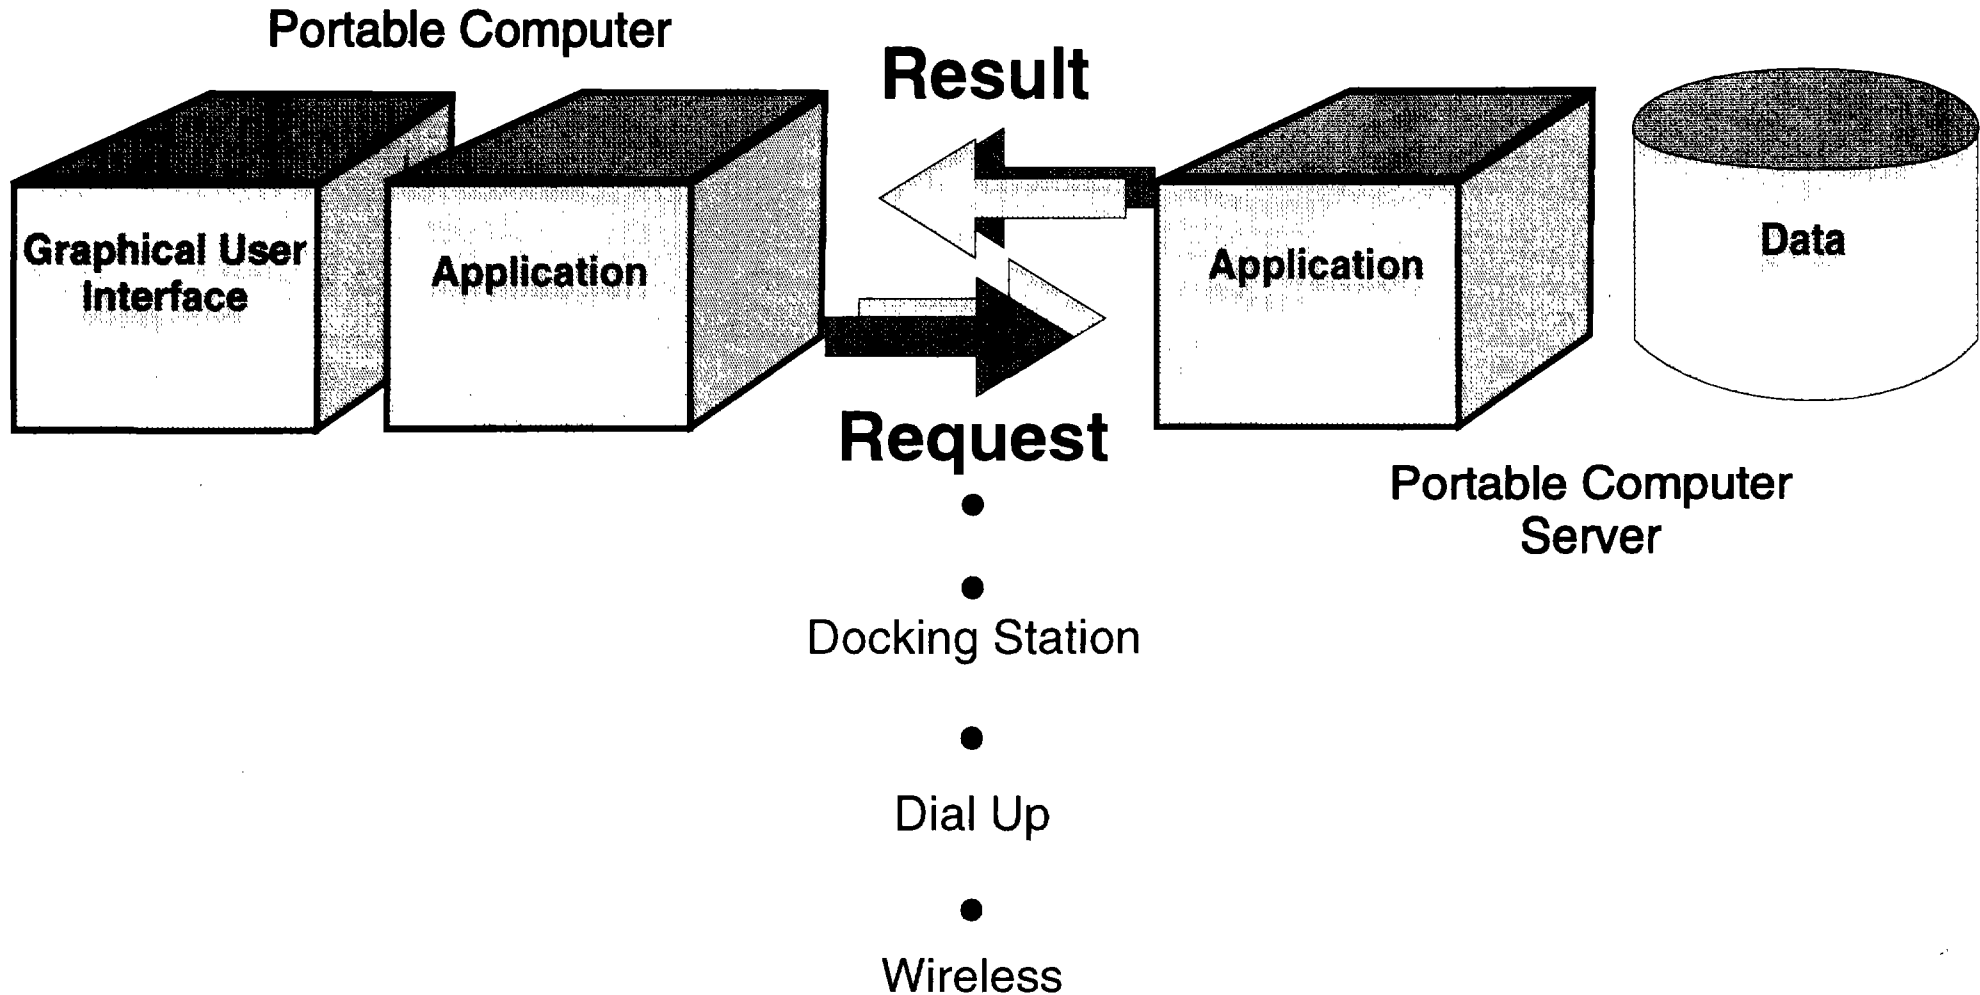 Portable Computer
Result
Graphical User
Interface
Application
Application
Data
Request
Portable Computer
Server
Docking Station
Dial Up
Wireless